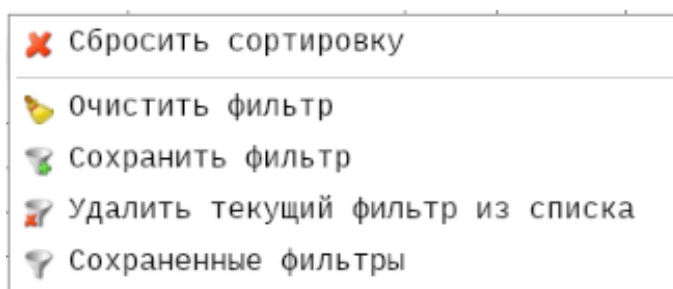 Сбросить сортировку
Очистить фильтр
Сохранить фильтр
Удалить текущий фильтр из списка
Сохраненные фильтры